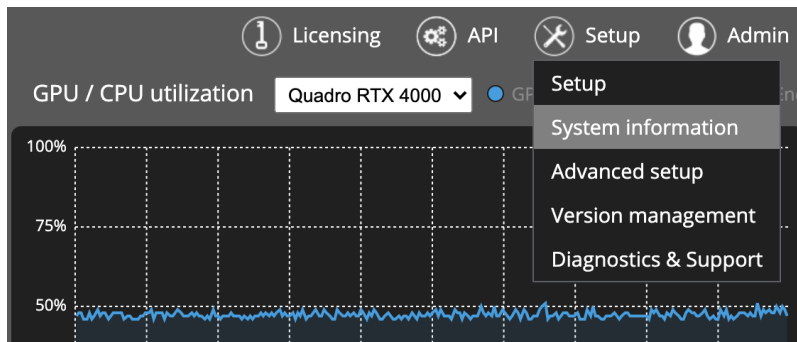 Licensing API Setup Admin
GPU / CPU utilization Quadro RTX 4000
Setup
System information
Advanced setup
Version management
Diagnostics & Support
100%
75%
50%